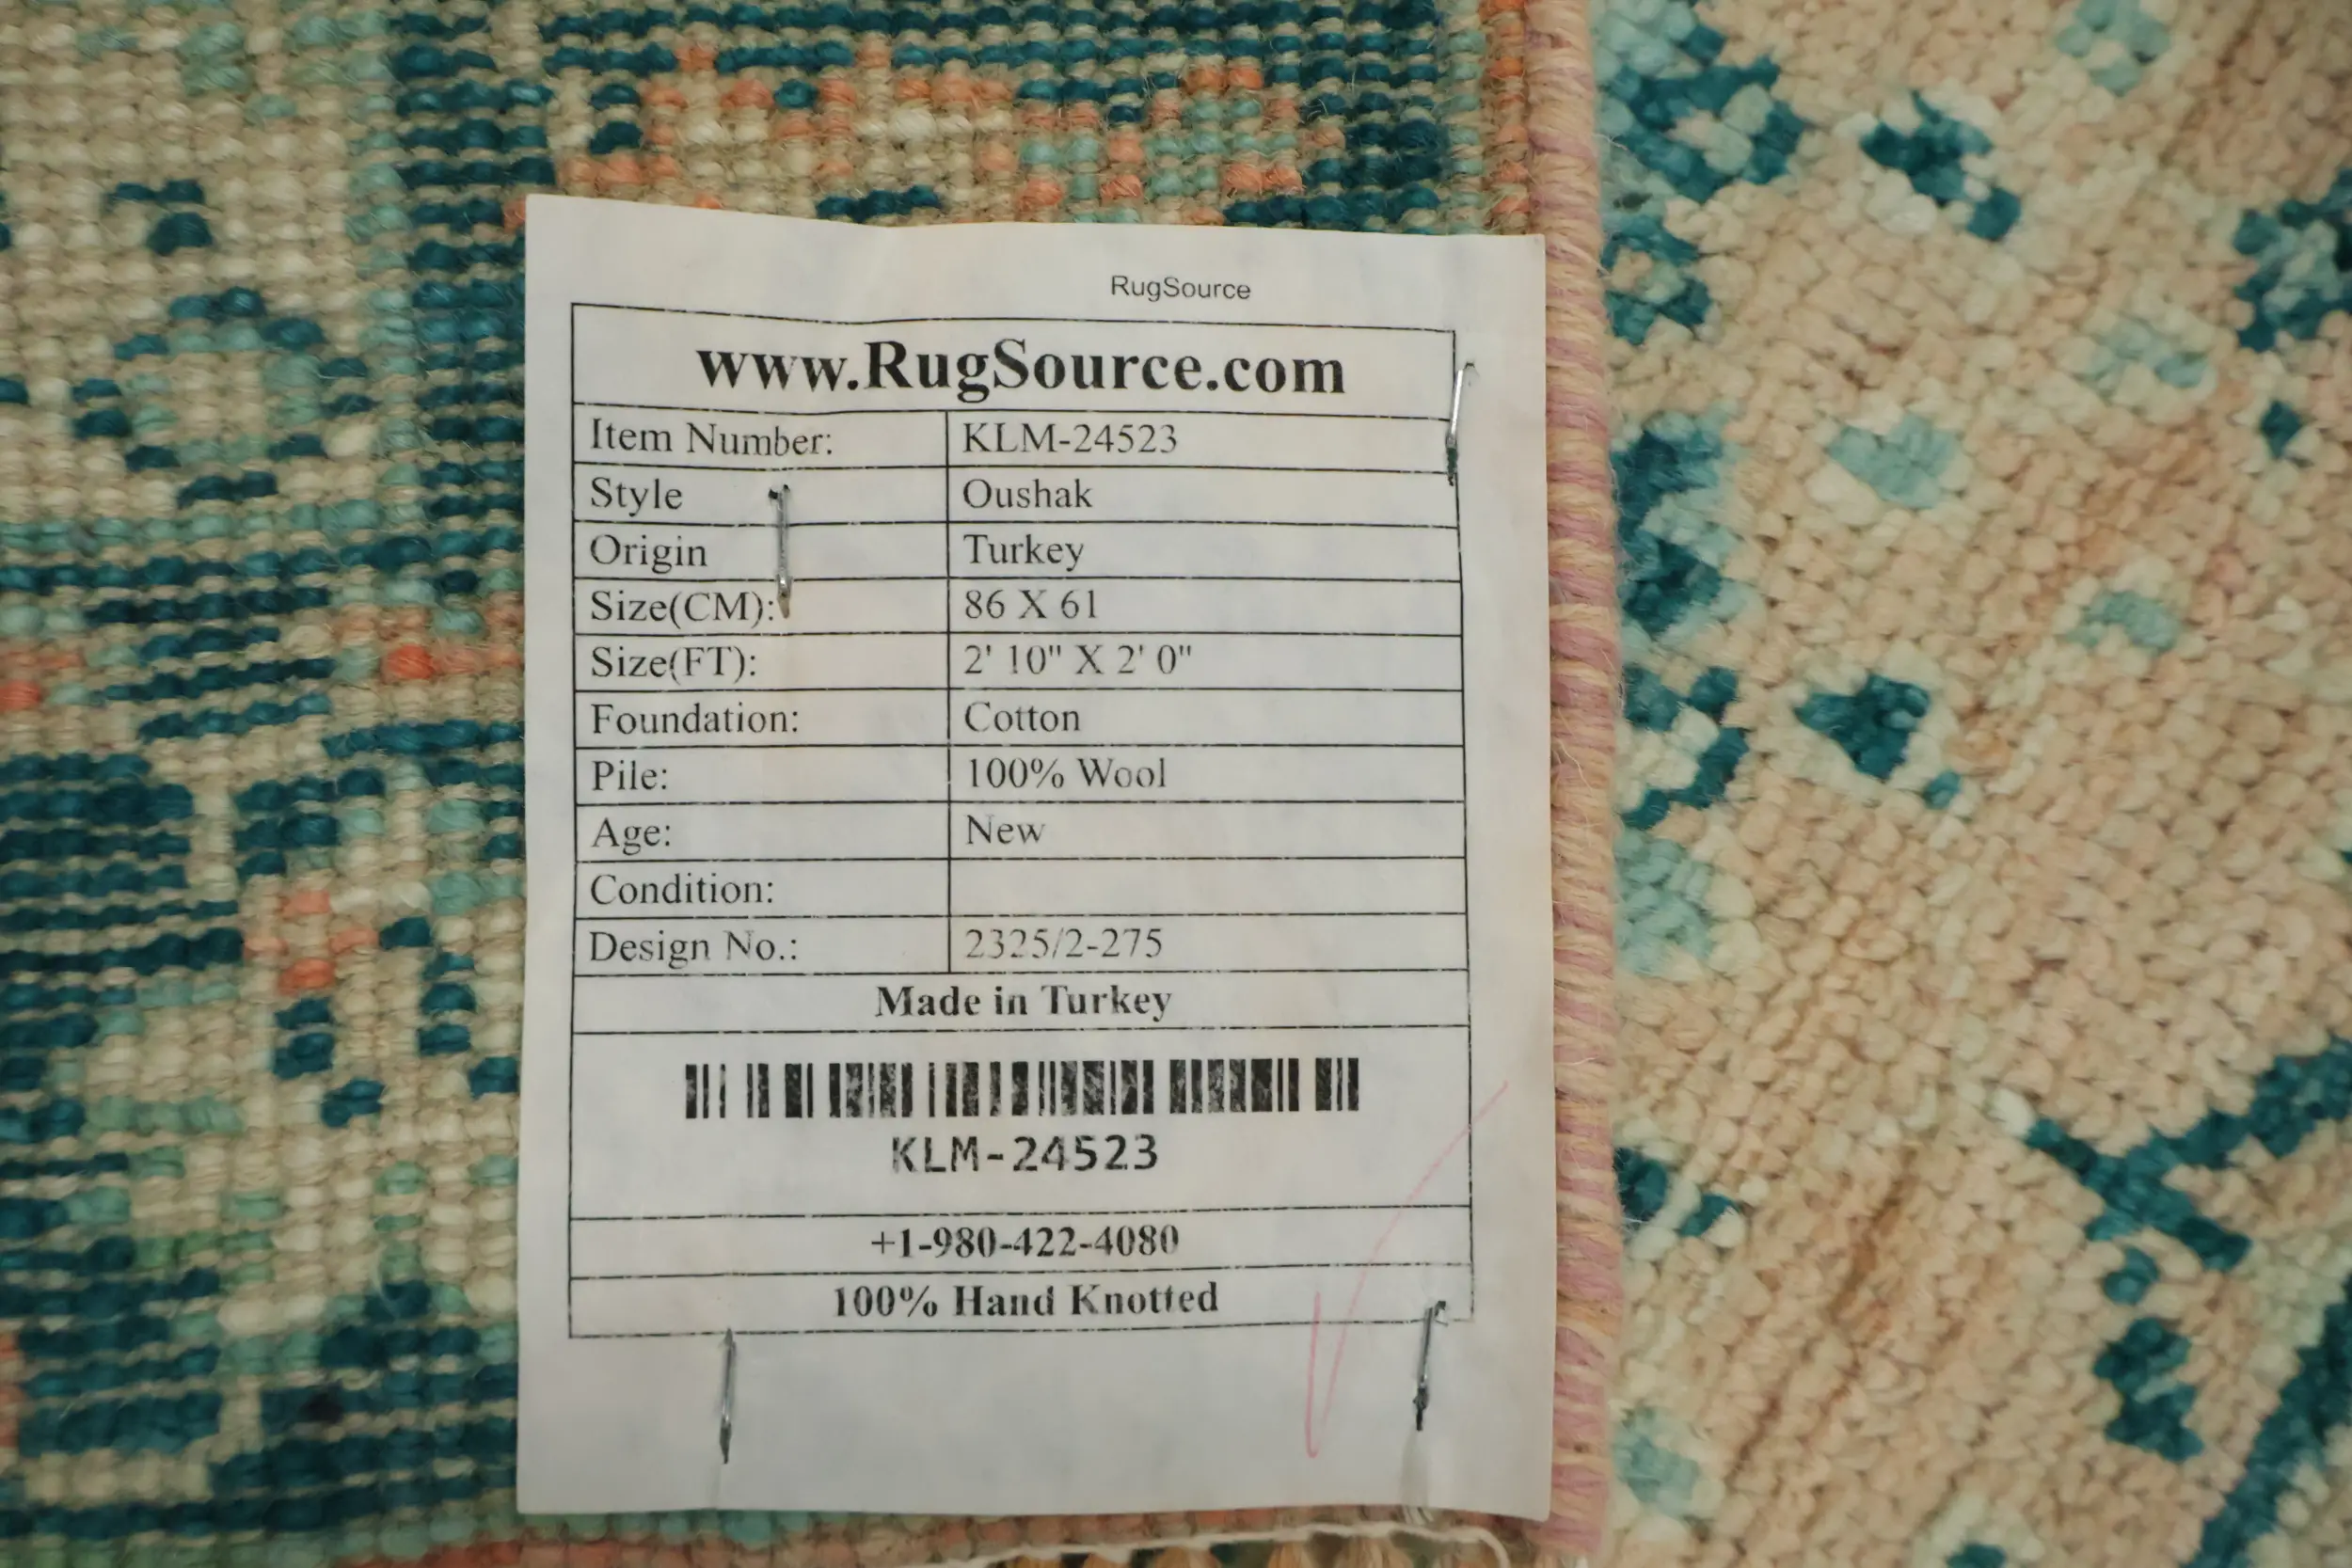 RugSource
www.RugSource.com
Item Number: KLM-24523
Style Oushak
Origin Turkey
Size(CM): 86 X 61
Size(FT): 2' 10" X 2' 0"
Foundation: Cotton
Pile: 100% Wool
Age: New
Condition:
Design No.: 2325/2-275
Made in Turkey
KLM-24523
+1-980-422-4080
100% Hand Knotted